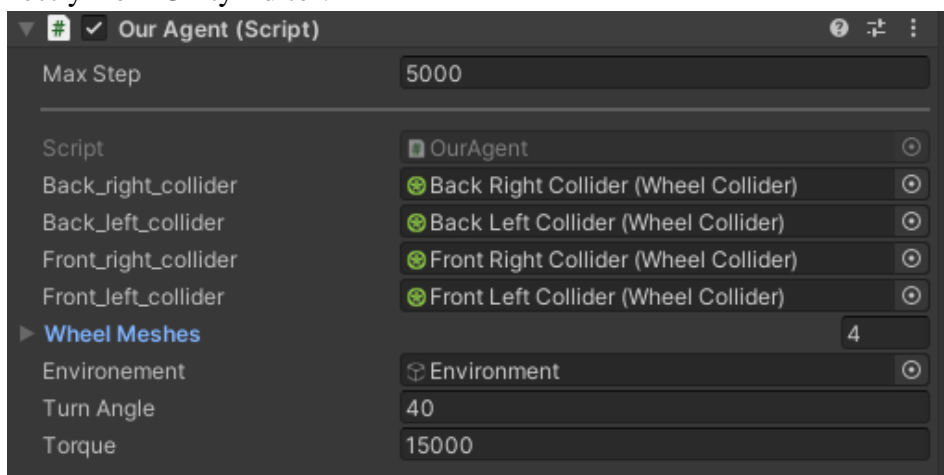 Our Agent (Script)
Max Step 5000
Script OurAgent
Back_right_collider Back Right Collider (Wheel Collider)
Back_left_collider Back Left Collider (Wheel Collider)
Front_right_collider Front Right Collider (Wheel Collider)
Front_left_collider Front Left Collider (Wheel Collider)
Wheel Meshes 4
Environement Environment
Turn Angle 40
Torque 15000